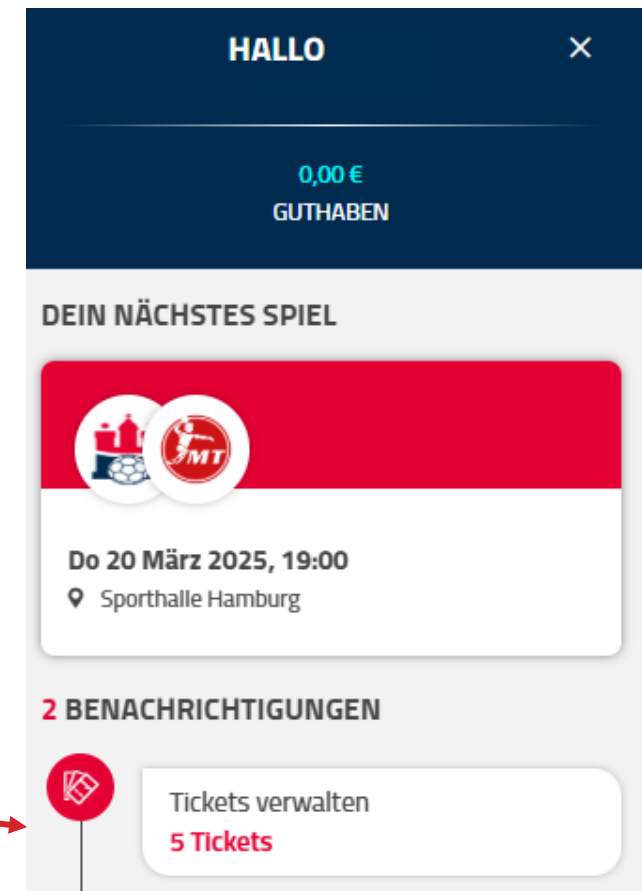 HALLO
0,00 €
GUTHABEN
DEIN NÄCHSTES SPIEL
MT
Do 20 März 2025, 19:00
Sporthalle Hamburg
2 BENACHRICHTIGUNGEN
Tickets verwalten
5 Tickets